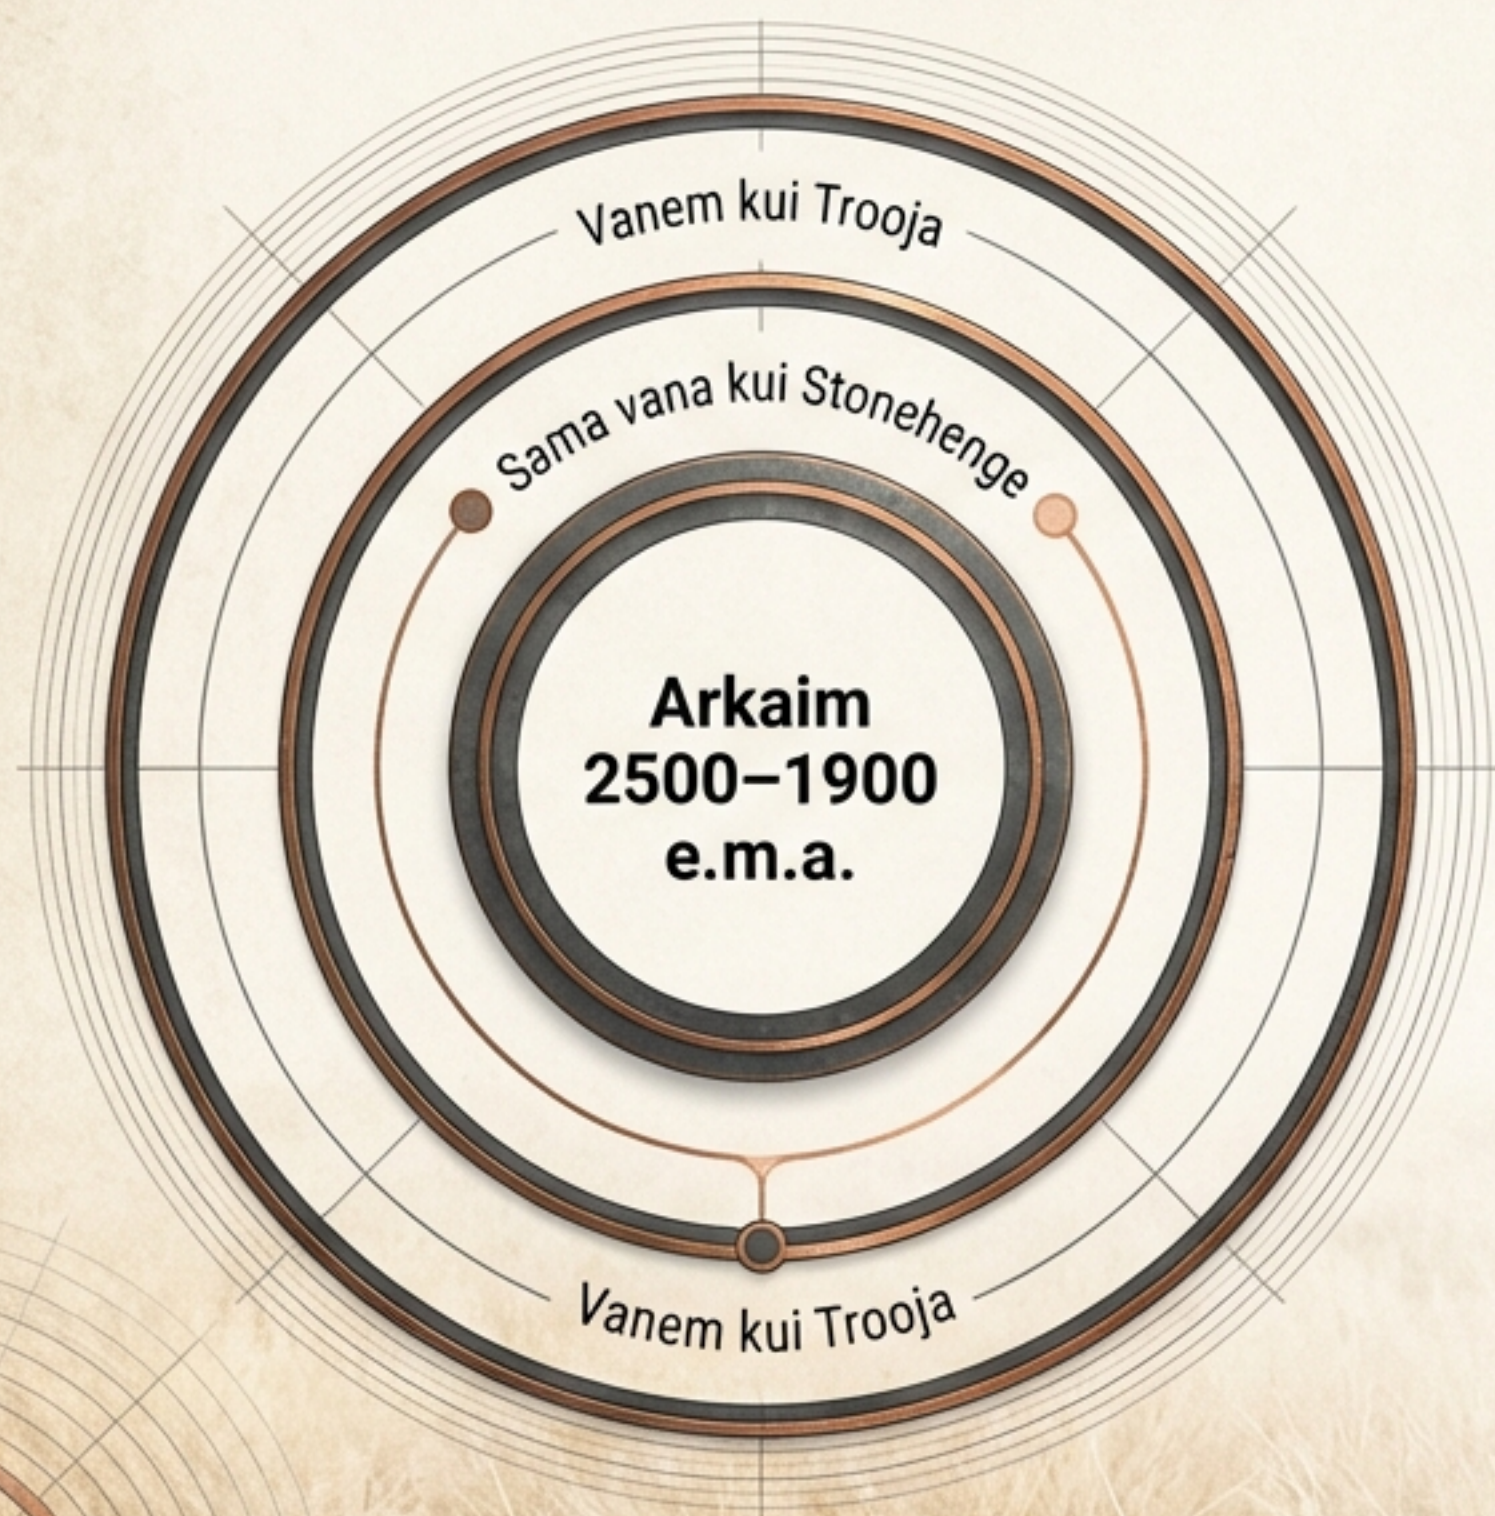 Vanem kui Trooja
Sama vana kui Stonehenge
Arkaim
2500–1900
e.m.a.
Vanem kui Trooja